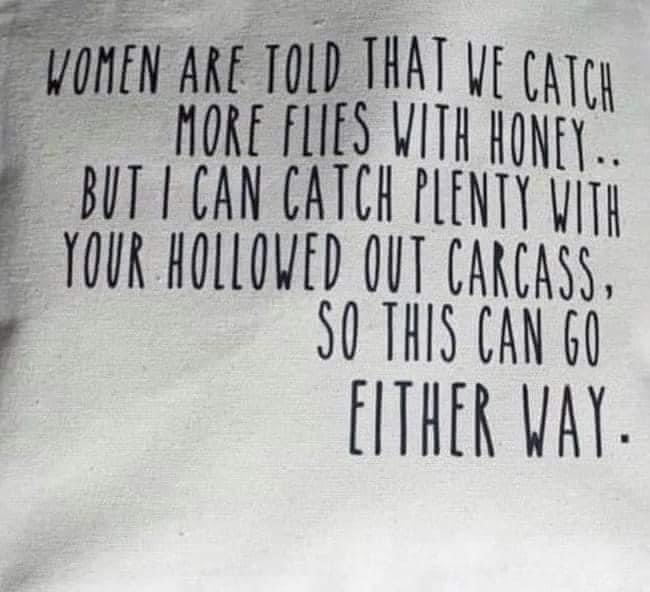 WOMEN ARE TOLD THAT WE CATCH
MORE FLIES WITH HONEY..
BUT I CAN CATCH PLENTY WITH
YOUR HOLLOWED OUT CARCASS,
SO THIS CAN GO
EITHER WAY.